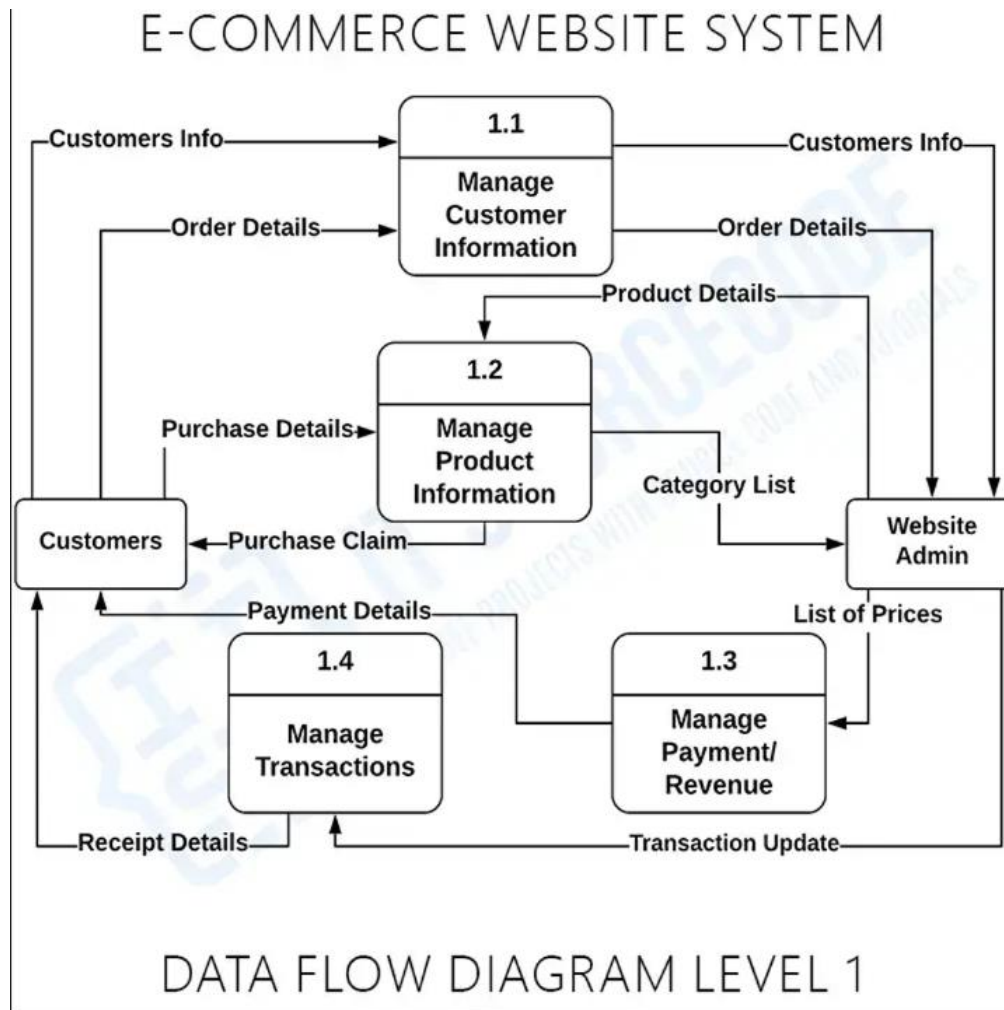 E-COMMERCE WEBSITE SYSTEM
1.1
Customers Info
Customers Info
Manage
Customer
Information
Order Details
Order Details
Product Details
1.2
Purchase Details
Manage
Product
Information
Category List
Customers
Purchase Claim
Website
Admin
Payment Details
List of Prices
1.4
1.3
Manage
Transactions
Manage
Payment/
Revenue
Receipt Details
Transaction Update
DATA FLOW DIAGRAM LEVEL 1